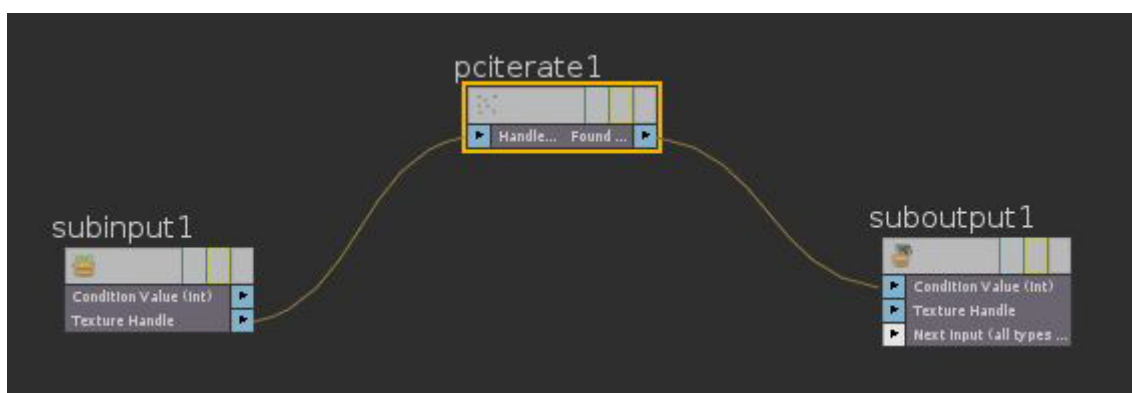 pciterate1
Handle... Found ...
subinput1
Condition Value (int)
Texture Handle
suboutput1
Condition Value (int)
Texture Handle
Next Input (all types ...